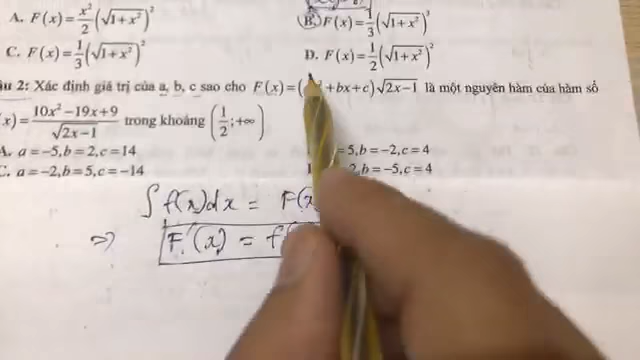 A. F(x)=x²/2(√1+x²)² B. F(x)=1/3(√1+x²)³
C. F(x)=1/3(√1+x²)² D. F(x)=1/2(√1+x²)²
2: Xác định giá trị của a, b, c sao cho F(x)=( + bx + c)√2x-1 là một nguyên hàm của hàm số
(x)=10x²-19x+9/√2x-1 trong khoảng (1/2;+∞)
A. a=-5,b=2,c=14 5,b=-2,c=4
C. a=-2,b=5,c=-14 2,b=-5,c=4
∫f(x)dx = F(x
=> F'(x) = f(